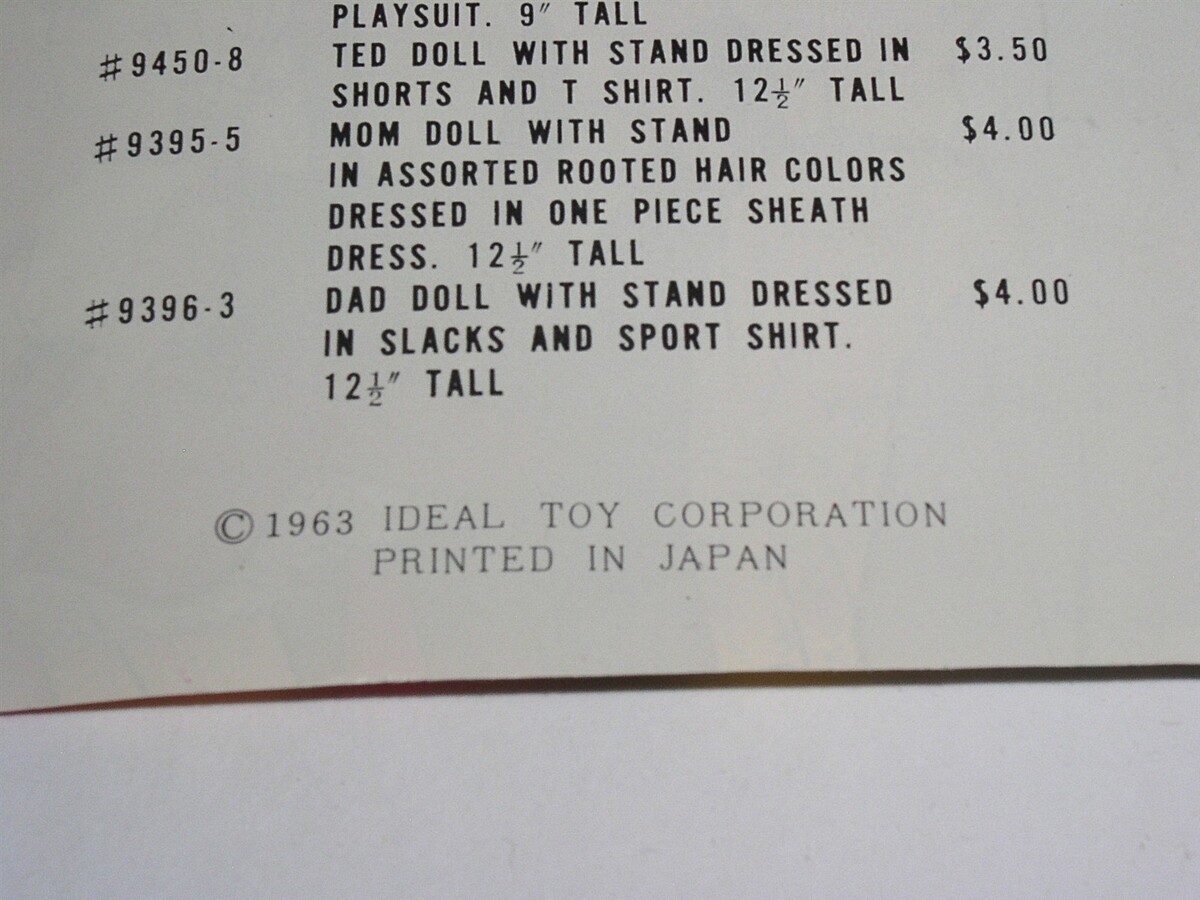 PLAYSUIT. 9″ TALL
#9450-8 TED DOLL WITH STAND DRESSED IN $3.50
SHORTS AND T SHIRT. 12½″ TALL
#9395-5 MOM DOLL WITH STAND $4.00
IN ASSORTED ROOTED HAIR COLORS
DRESSED IN ONE PIECE SHEATH
DRESS. 12½″ TALL
#9396-3 DAD DOLL WITH STAND DRESSED $4.00
IN SLACKS AND SPORT SHIRT.
12½″ TALL
©1963 IDEAL TOY CORPORATION
PRINTED IN JAPAN